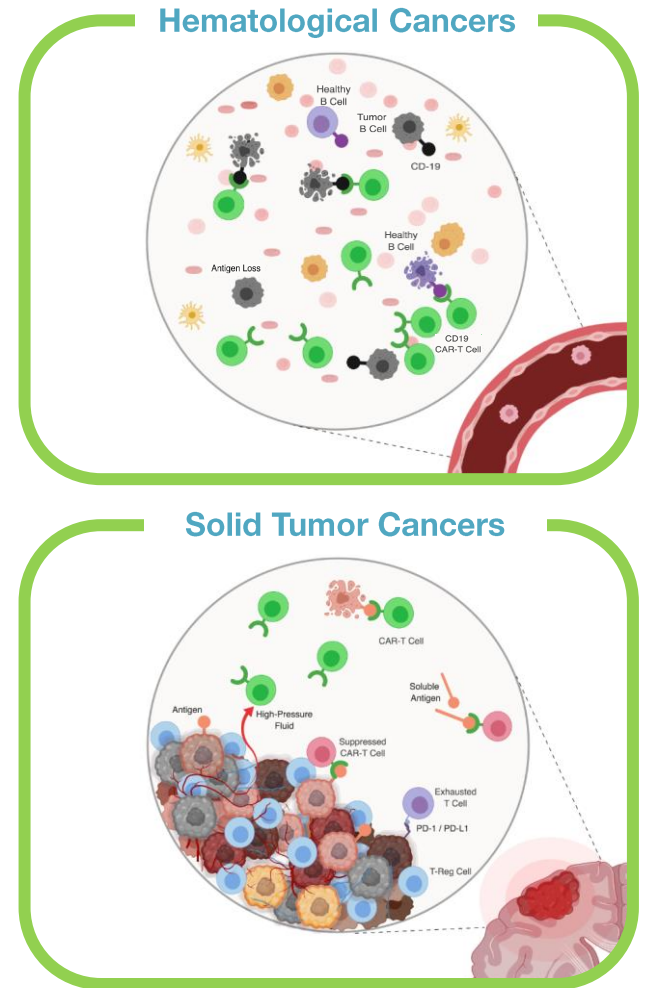 Hematological Cancers
Healthy
B Cell
Tumor
B Cell
CD-19
Healthy
B Cell
Antigen Loss
CD19
CAR-T Cell
Solid Tumor Cancers
CAR-T Cell
Soluble
Antigen
Antigen
High-Pressure
Fluid
Suppressed
CAR-T Cell
Exhausted
T Cell
PD-1 / PD-L1
T-Reg Cell